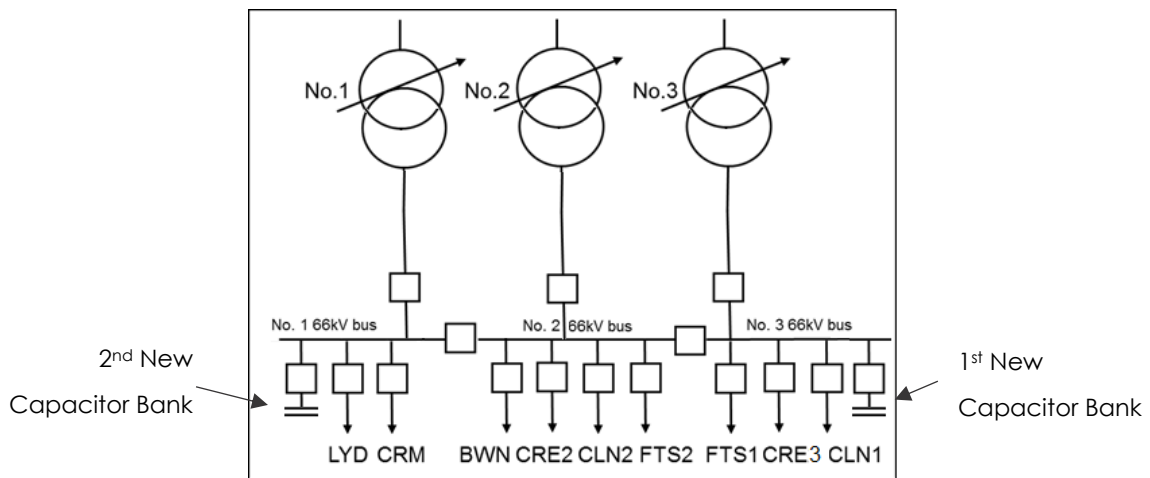 No.1
No.2
No.3
No. 1 66kV bus
No. 2 66kV bus
No. 3 66kV bus
2nd New
Capacitor Bank
1st New
Capacitor Bank
LYD CRM BWN CRE2 CLN2 FTS2 FTS1 CRE3 CLN1